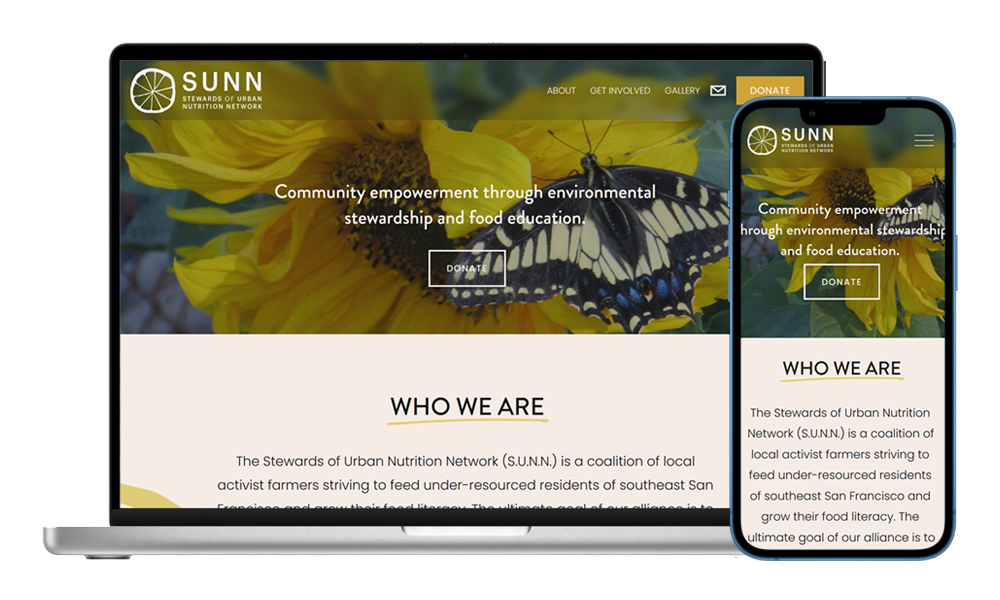 SUNN
STEWARDS OF URBAN
NUTRITION NETWORK
ABOUT GET INVOLVED GALLERY DONATE
Community empowerment through environmental
stewardship and food education.
DONATE
WHO WE ARE
The Stewards of Urban Nutrition Network (S.U.N.N.) is a coalition of local
activist farmers striving to feed under-resourced residents of southeast San
Francisco and grow their food literacy. The ultimate goal of our alliance is to
SUNN
STEWARDS OF URBAN
NUTRITION NETWORK
Community empowerment
hrough environmental stewardship
and food education.
DONATE
WHO WE ARE
The Stewards of Urban Nutrition
Network (S.U.N.N.) is a coalition of
local activist farmers striving to
feed under-resourced residents
of southeast San Francisco and
grow their food literacy. The
ultimate goal of our alliance is to